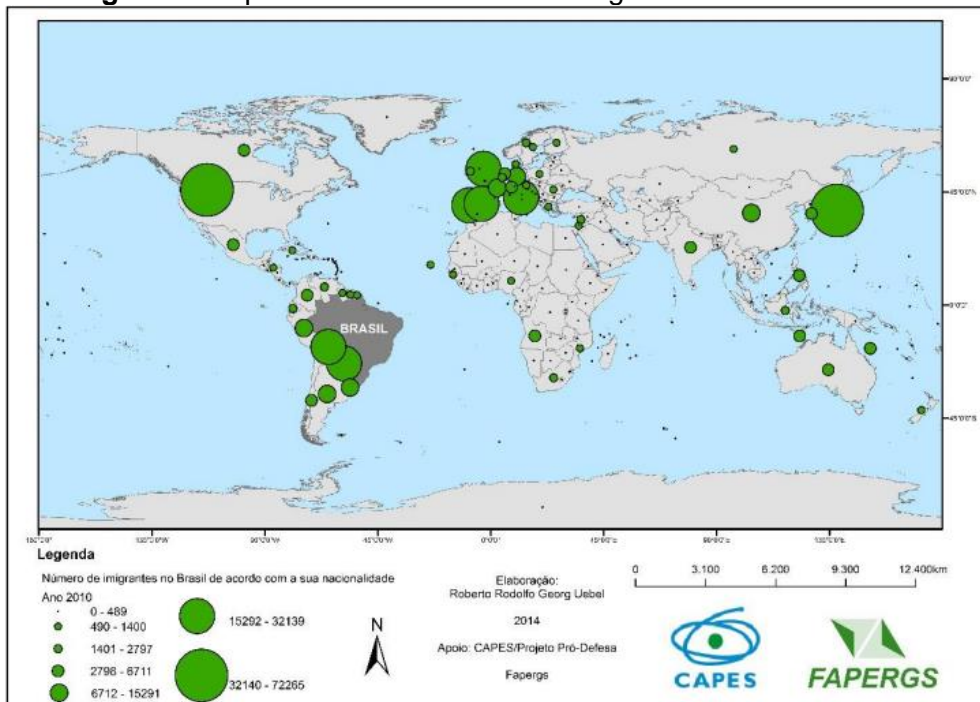 BRASIL
Legenda
Número de imigrantes no Brasil de acordo com a sua nacionalidade
Ano 2010
0 - 489
490 - 1400
1401 - 2797
2798 - 6711
6712 - 15291
15292 - 32139
32140 - 72265
N
Elaboração:
Roberto Rodolfo Georg Uebel
2014
Apoio: CAPES/Projeto Pró-Defesa
Fapergs
0 3.100 6.200 9.300 12.400km
CAPES
FAPERGS